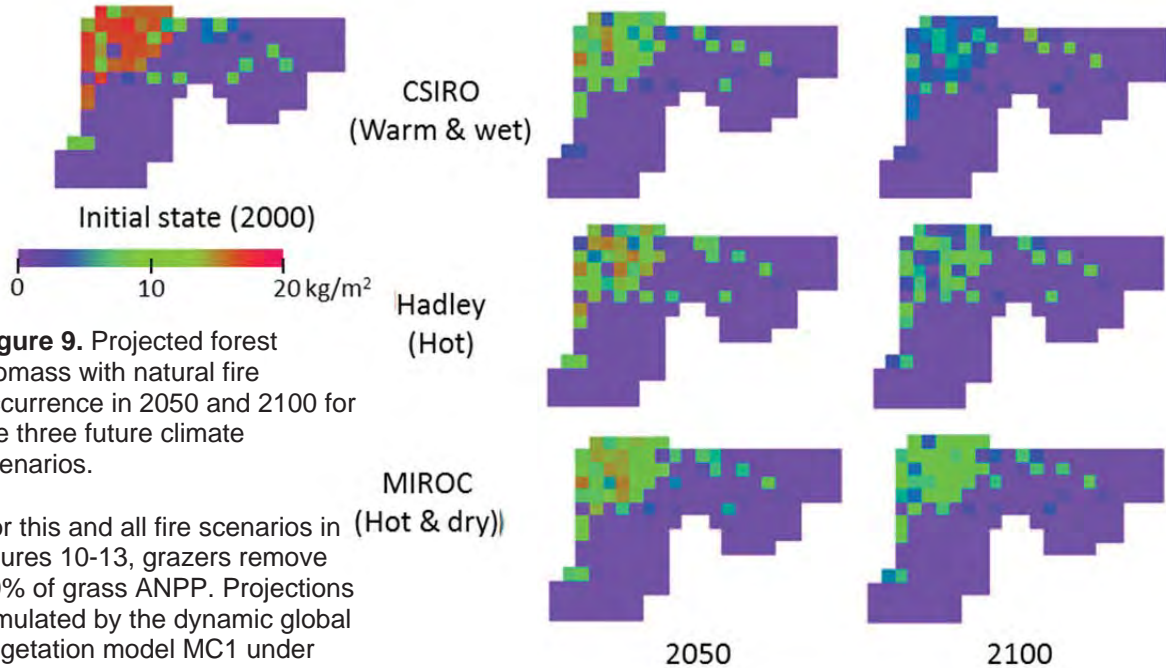 Initial state (2000)
0 10 20 kg/m²
gure 9. Projected forest
omass with natural fire
currence in 2050 and 2100 for
e three future climate
enarios.
or this and all fire scenarios in
ures 10-13, grazers remove
0% of grass ANPP. Projections
mulated by the dynamic global
getation model MC1 under
CSIRO
(Warm & wet)
Hadley
(Hot)
MIROC
(Hot & dry)
2050 2100